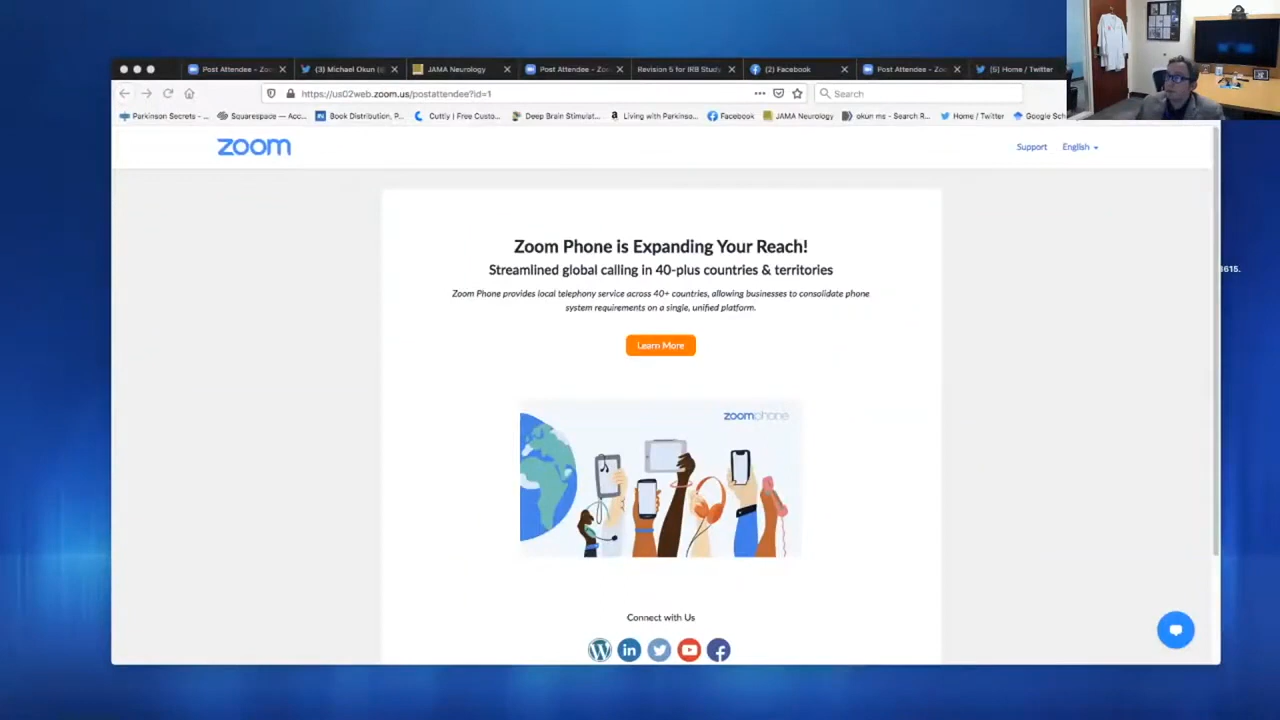 Post Attendee - Zoo
(3) Michael Okun (
JAMA Neurology
Post Attendee - Zoo
Revision 5 for IRB Stud
(2) Facebook
Post Attendee - Zoo
(5) Home / Twitter
https://us02web.zoom.us/postattendee?id=1
Search
Parkinson Secrets - ...
Squarespace — Acc...
Book Distribution, P...
Cuttly | Free Custo...
Deep Brain Stimulat...
Living with Parkinso...
Facebook
JAMA Neurology
okun ms - Search R...
Home / Twitter
Google Sch
zoom
Support
English
Zoom Phone is Expanding Your Reach!
Streamlined global calling in 40-plus countries & territories
Zoom Phone provides local telephony service across 40+ countries, allowing businesses to consolidate phone
system requirements on a single, unified platform.
Learn More
zoomphone
Connect with Us